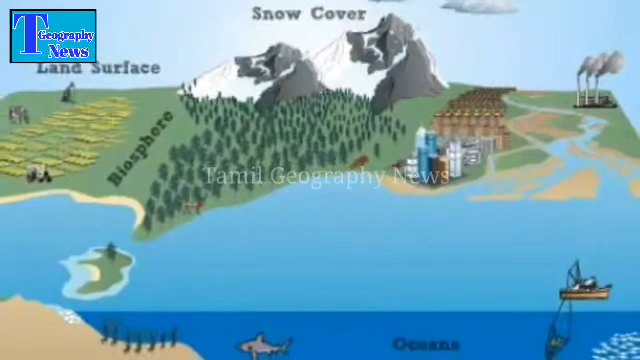 T Geography
News
Snow Cover
Land Surface
Biosphere
Tamil Geography News
Oceans